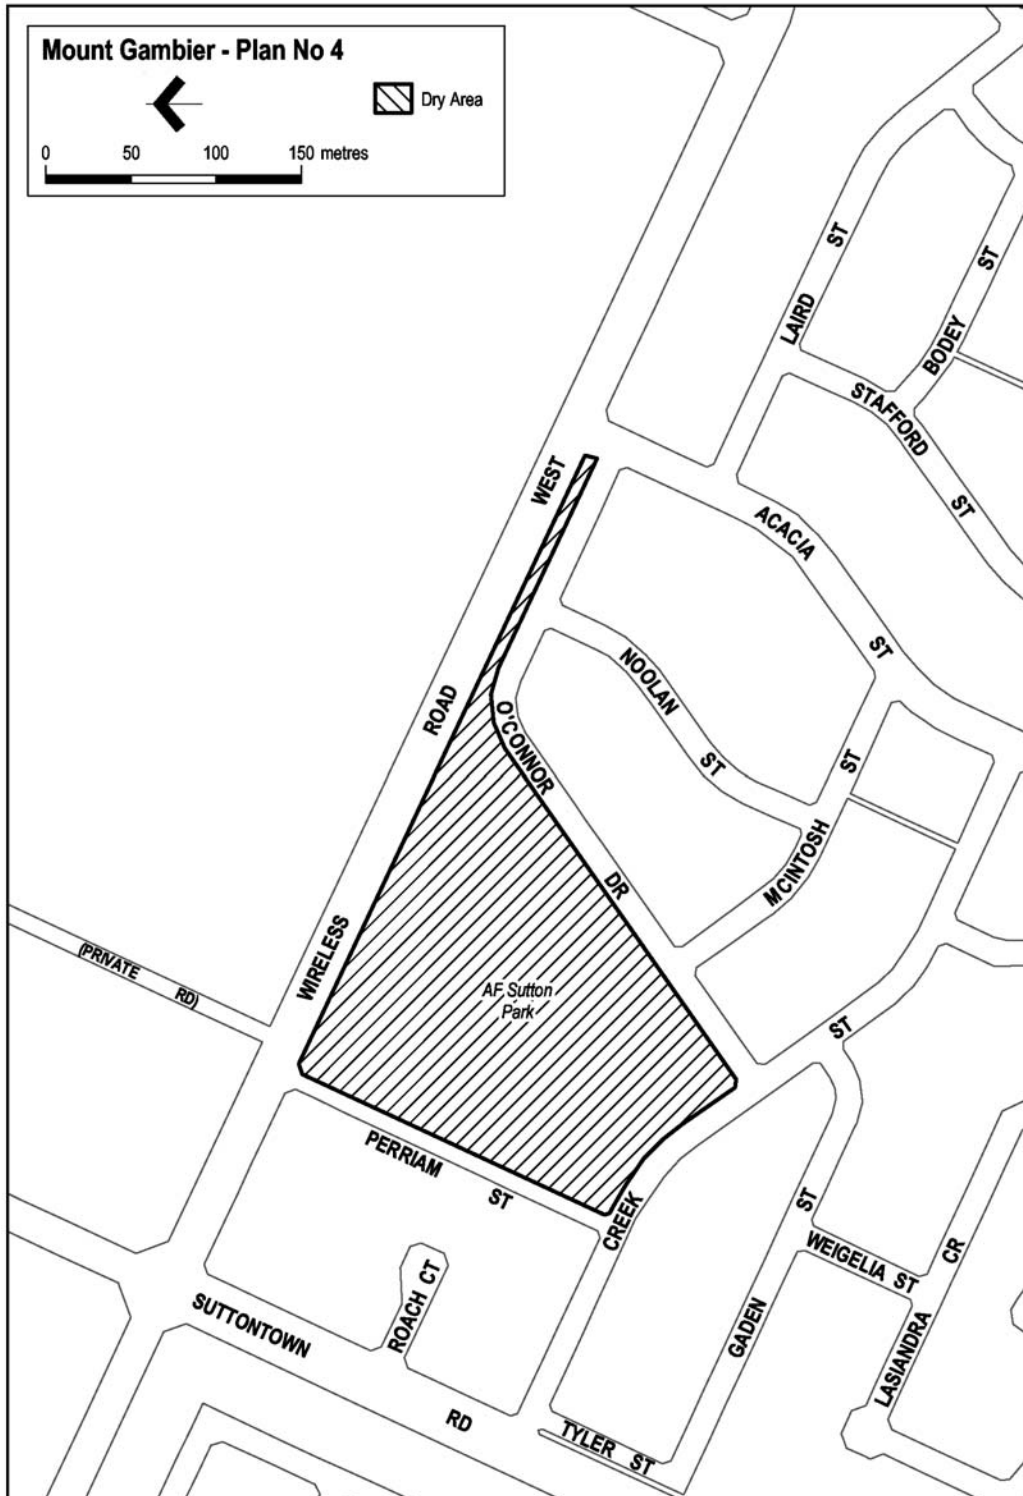 Mount Gambier - Plan No 4
Dry Area
0 50 100 150 metres
LAIRD ST
BODEY ST
STAFFORD ST
WIRELESS ROAD WEST
ACACIA ST
NOOLAN ST
O'CONNOR DR
MCINTOSH ST
(PRIVATE RD)
AF Sutton
Park
PERRIAM ST
CREEK ST
ROACH CT
SUTTONTOWN RD
GADEN ST
WEIGELIA ST
LASIANDRA CR
TYLER ST